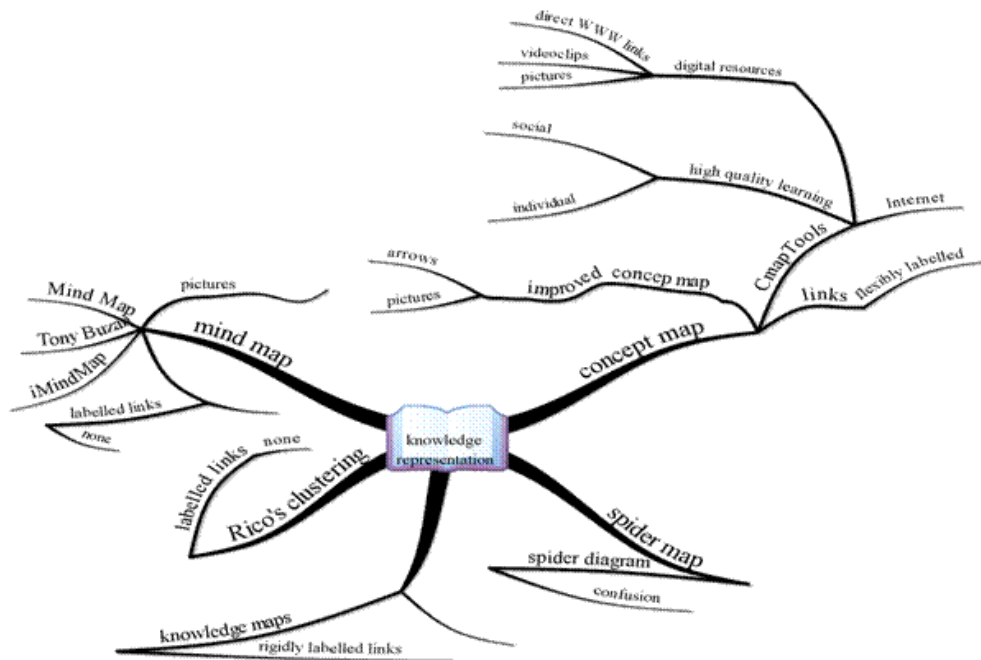 direct WWW links
videoclips
pictures
digital resources
social
individual
high quality learning
Internet
CmapTools
flexibly labelled
links
arrows
pictures
improved concep map
concept map
pictures
Mind Map
Tony Buzan
iMindMap
mind map
labelled links
none
knowledge
representation
labelled links
none
Rico's clustering
spider map
spider diagram
confusion
knowledge maps
rigidly labelled links